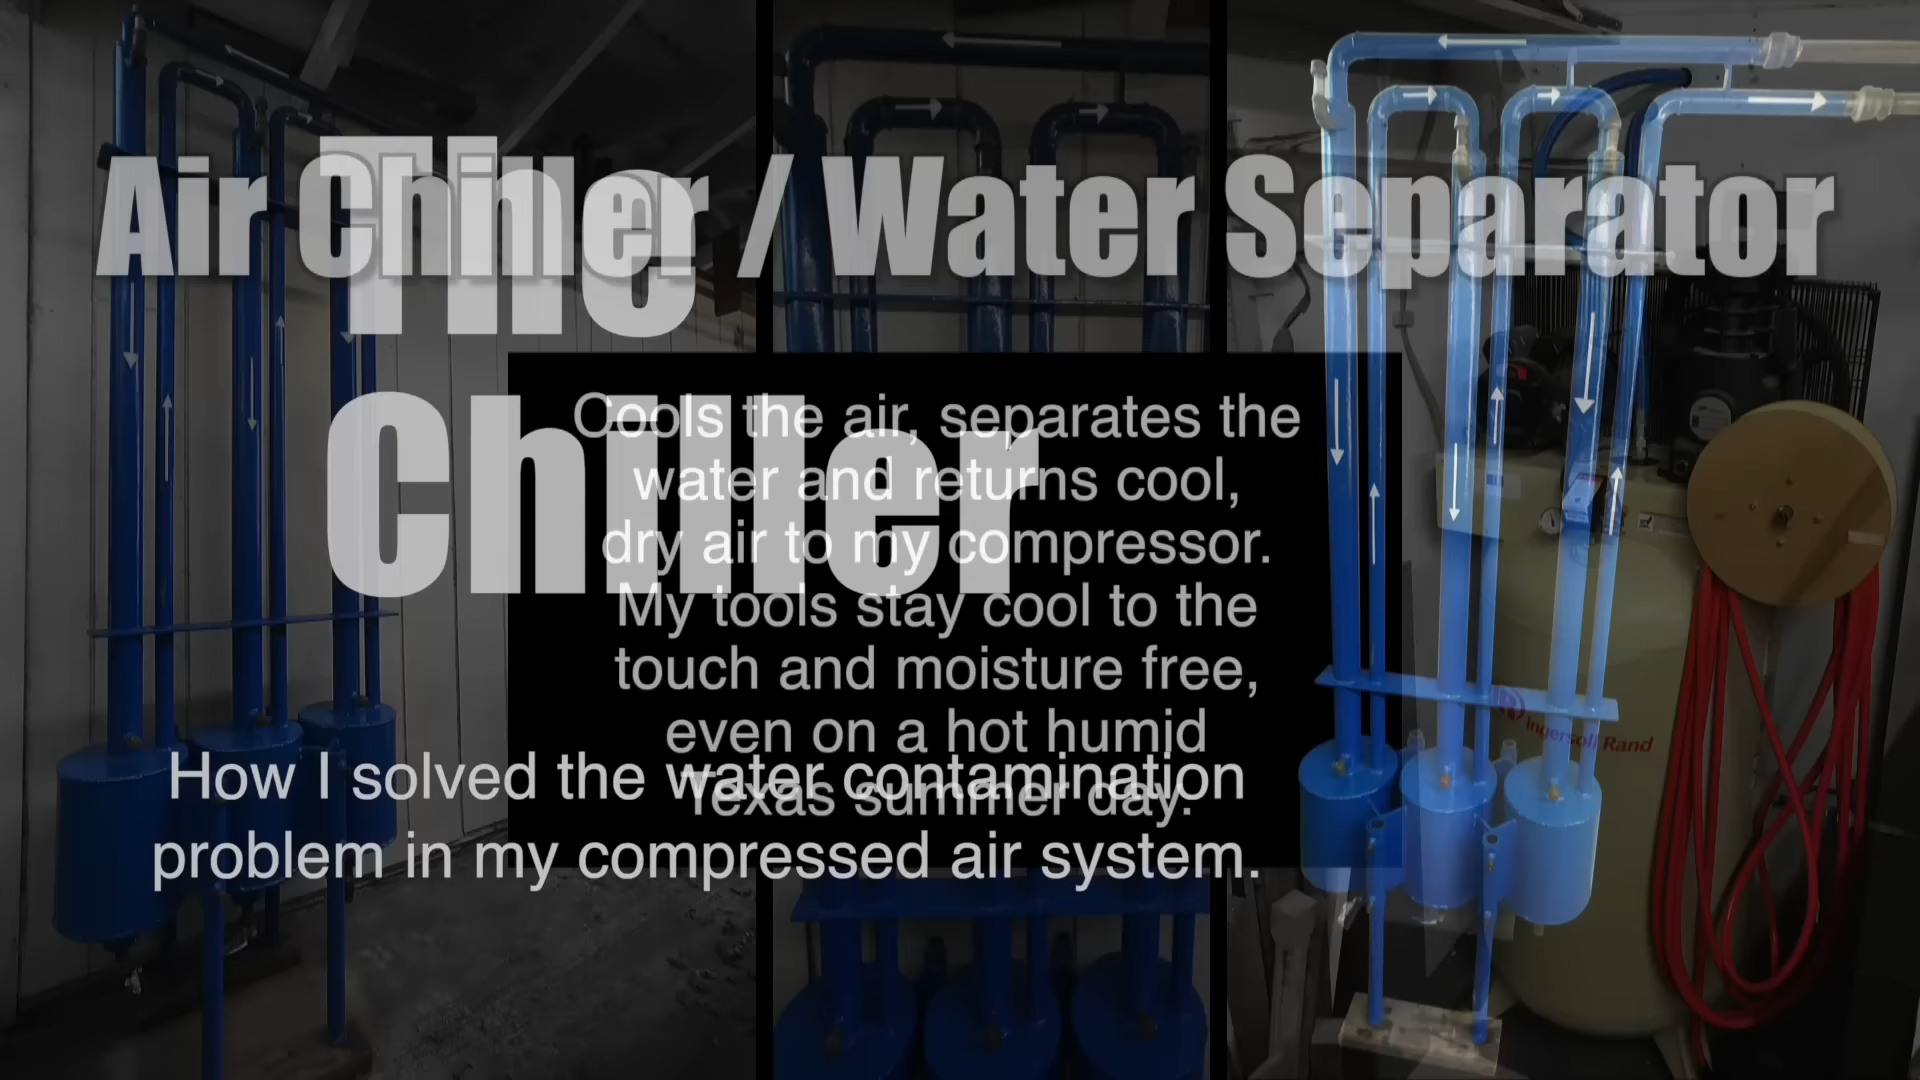 Air Chiller / Water Separator
The
Chiller
Cools the air, separates the
water and returns cool,
dry air to my compressor.
My tools stay cool to the
touch and moisture free,
even on a hot humid
Texas summer day.
How I solved the water contamination
problem in my compressed air system.
Ingersoll Rand